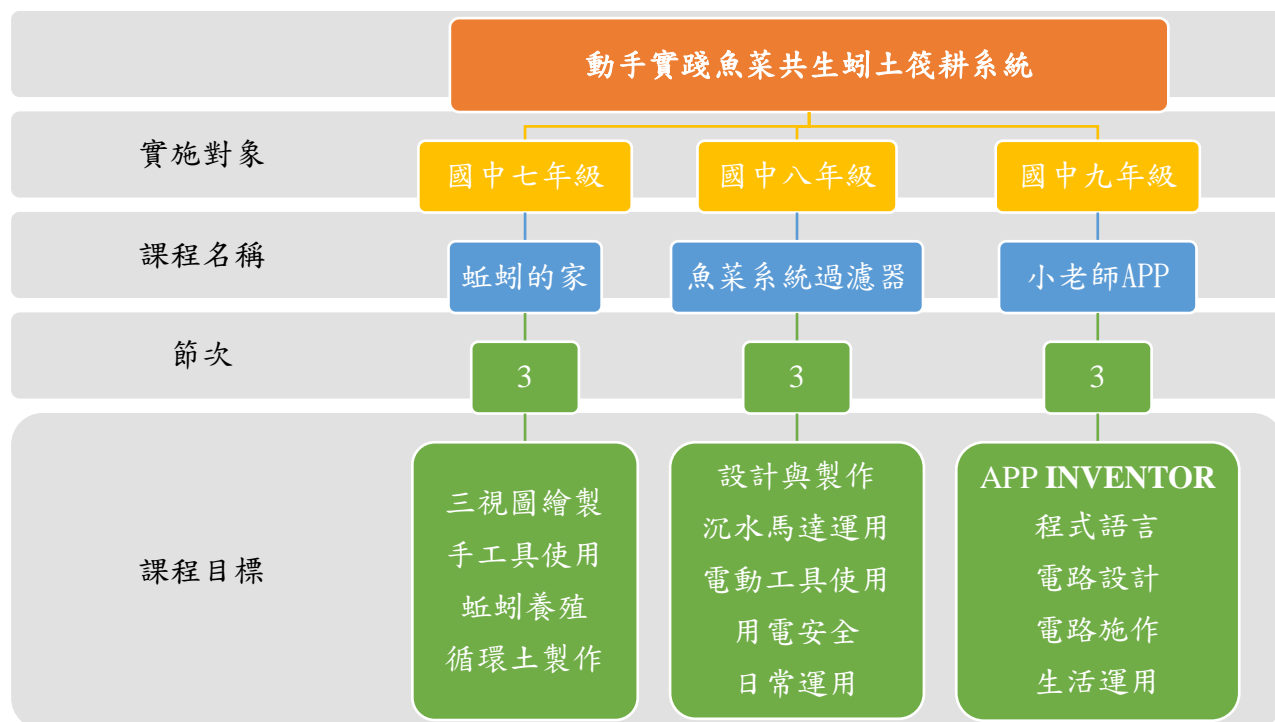 動手實踐魚菜共生蚓土筏耕系統
實施對象
國中七年級
國中八年級
國中九年級
課程名稱
蚯蚓的家
魚菜系統過濾器
小老師APP
節次
3
3
3
課程目標
三視圖繪製
手工具使用
蚯蚓養殖
循環土製作
設計與製作
沉水馬達運用
電動工具使用
用電安全
日常運用
APP INVENTOR
程式語言
電路設計
電路施作
生活運用